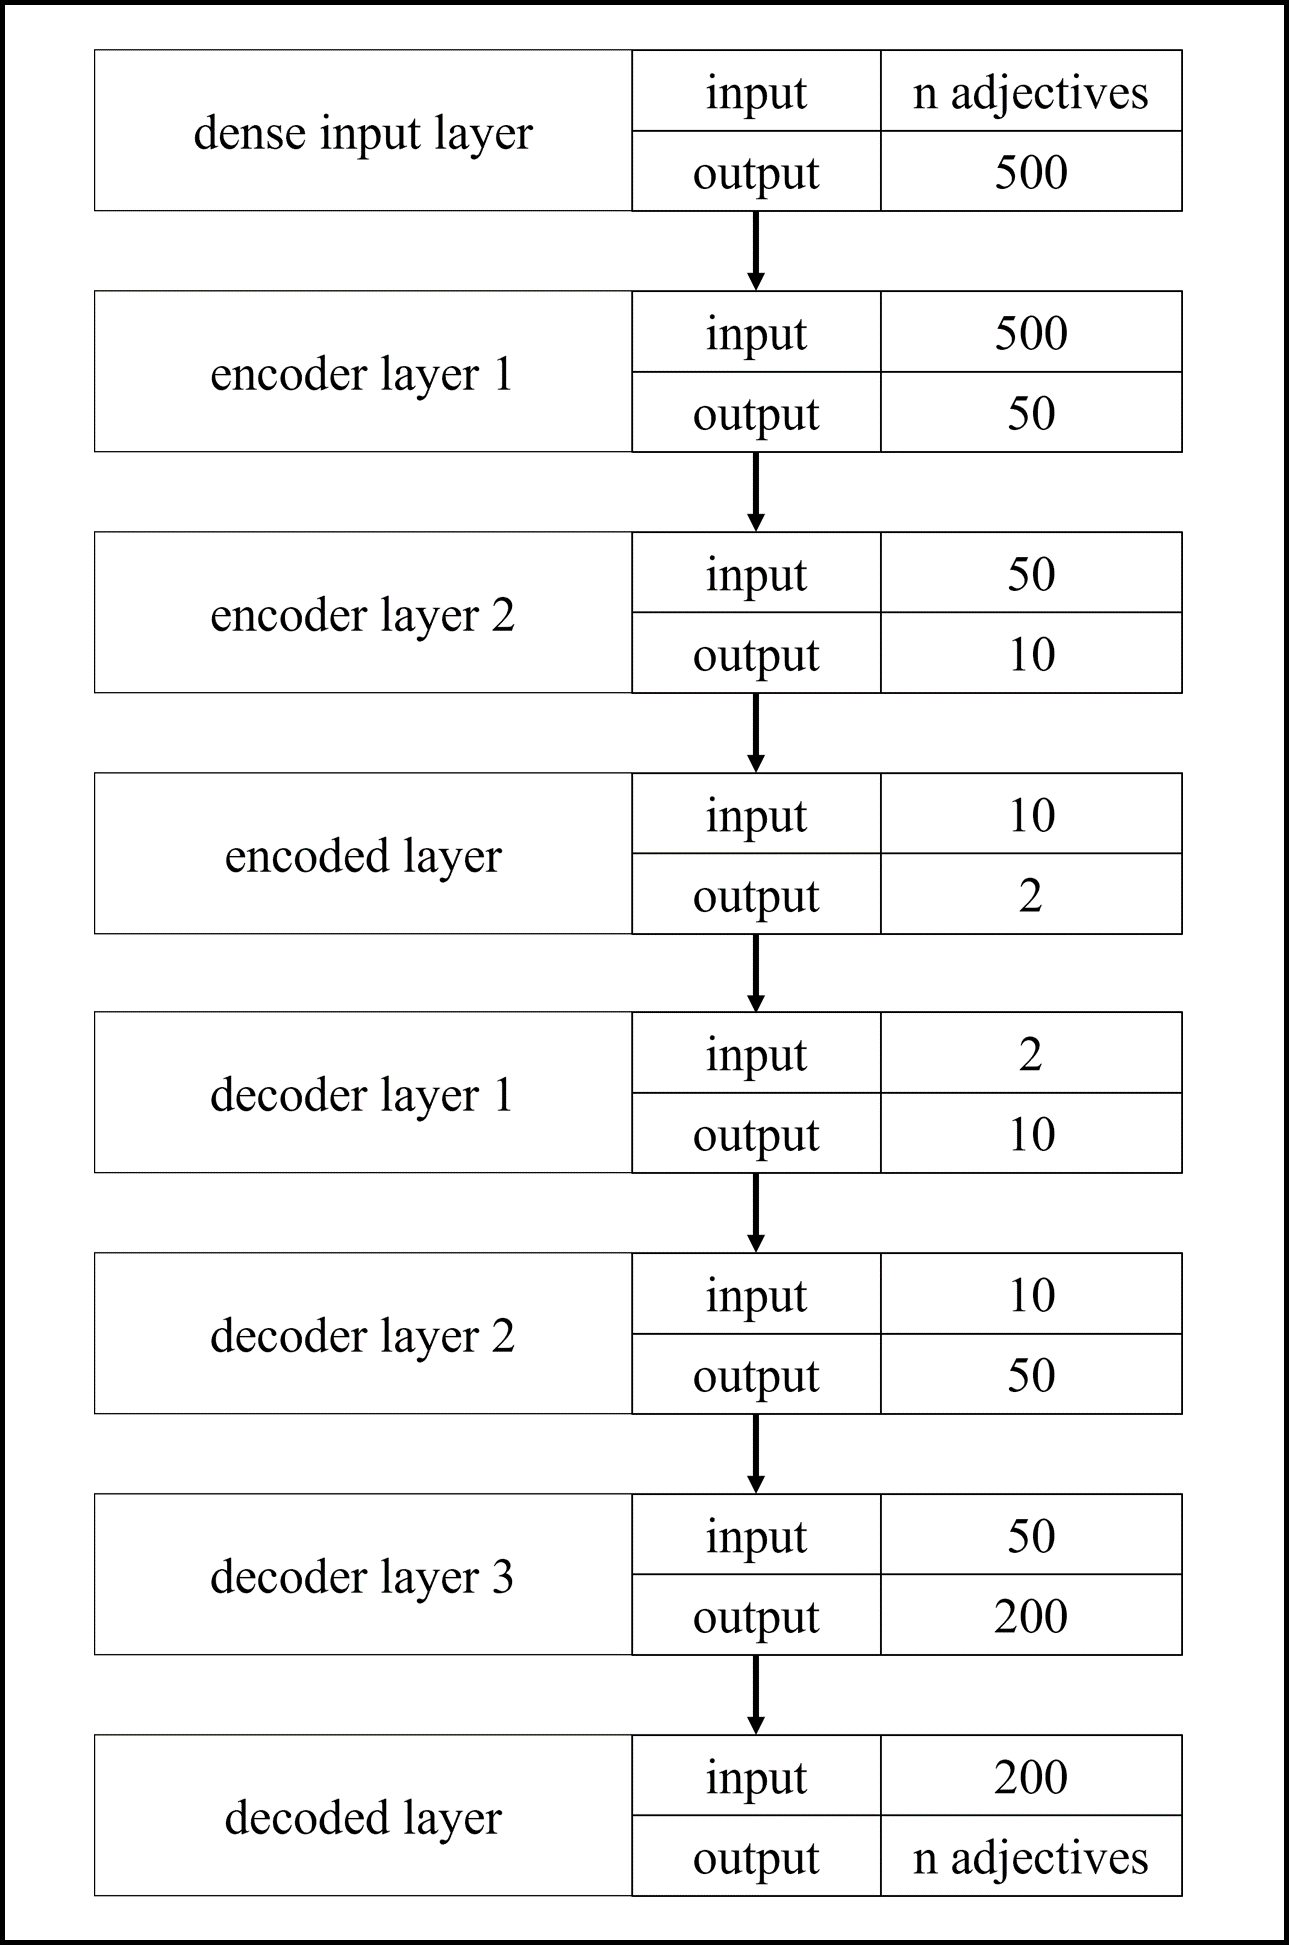 dense input layer
input
n adjectives
output
500
encoder layer 1
input
500
output
50
encoder layer 2
input
50
output
10
encoded layer
input
10
output
2
decoder layer 1
input
2
output
10
decoder layer 2
input
10
output
50
decoder layer 3
input
50
output
200
decoded layer
input
200
output
n adjectives